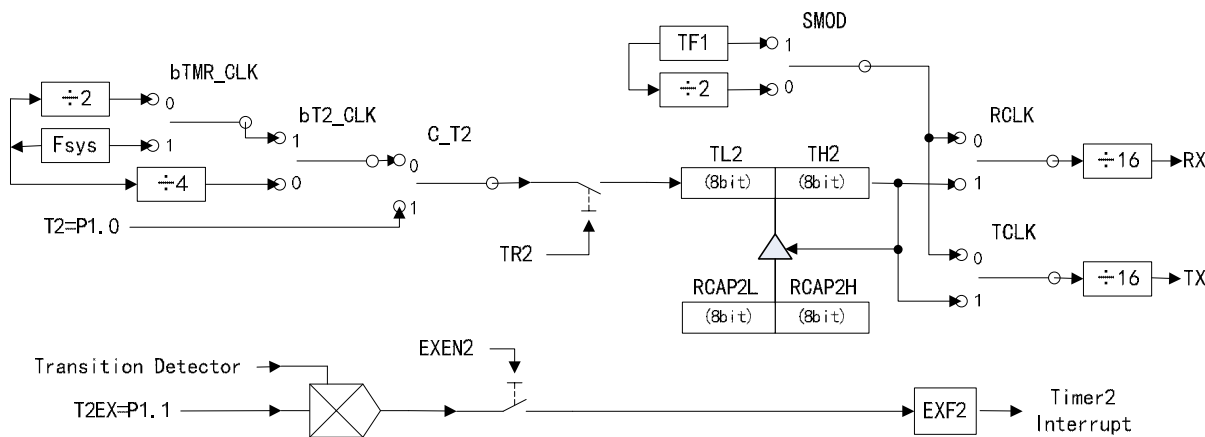 SMOD
TF1
1
÷2
0
bTMR_CLK
÷2
0
Fsys
1
÷4
bT2_CLK
1
0
C_T2
0
1
T2=P1.0
TR2
TL2
TH2
(8bit)
(8bit)
RCAP2L
RCAP2H
(8bit)
(8bit)
RCLK
0
1
÷16
RX
TCLK
0
1
÷16
TX
EXEN2
Transition Detector
T2EX=P1.1
EXF2
Timer2
Interrupt